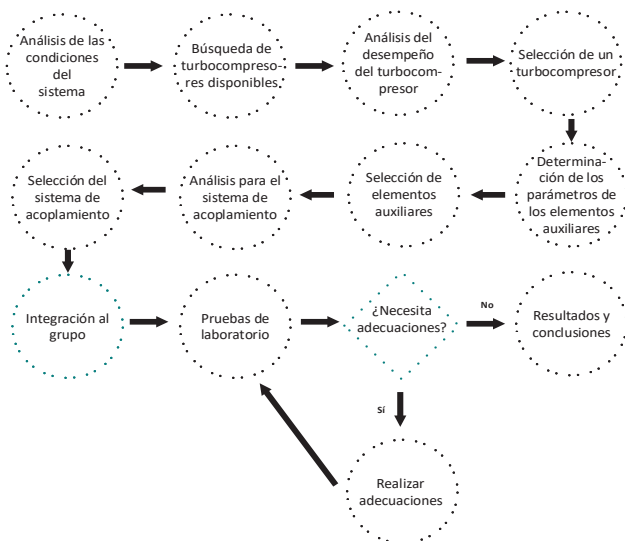 Análisis de las
condiciones
del
sistema
Búsqueda de
turbocompreso-
res disponibles
Análisis del
desempeño
del turbocom-
presor
Selección de un
turbocompresor
Selección del
sistema de
acoplamiento
Análisis para el
sistema de
acoplamiento
Selección de
elementos
auxiliares
Determina-
ción de los
parámetros de
los elementos
auxiliares
Integración al
grupo
Pruebas de
laboratorio
¿Necesita
adecuaciones?
No
Resultados y
conclusiones
Sí
Realizar
adecuaciones